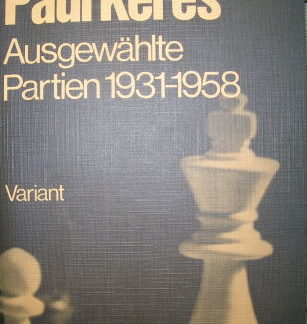 Paul Keres
Ausgewählte
Partien 1931-1958
Variant